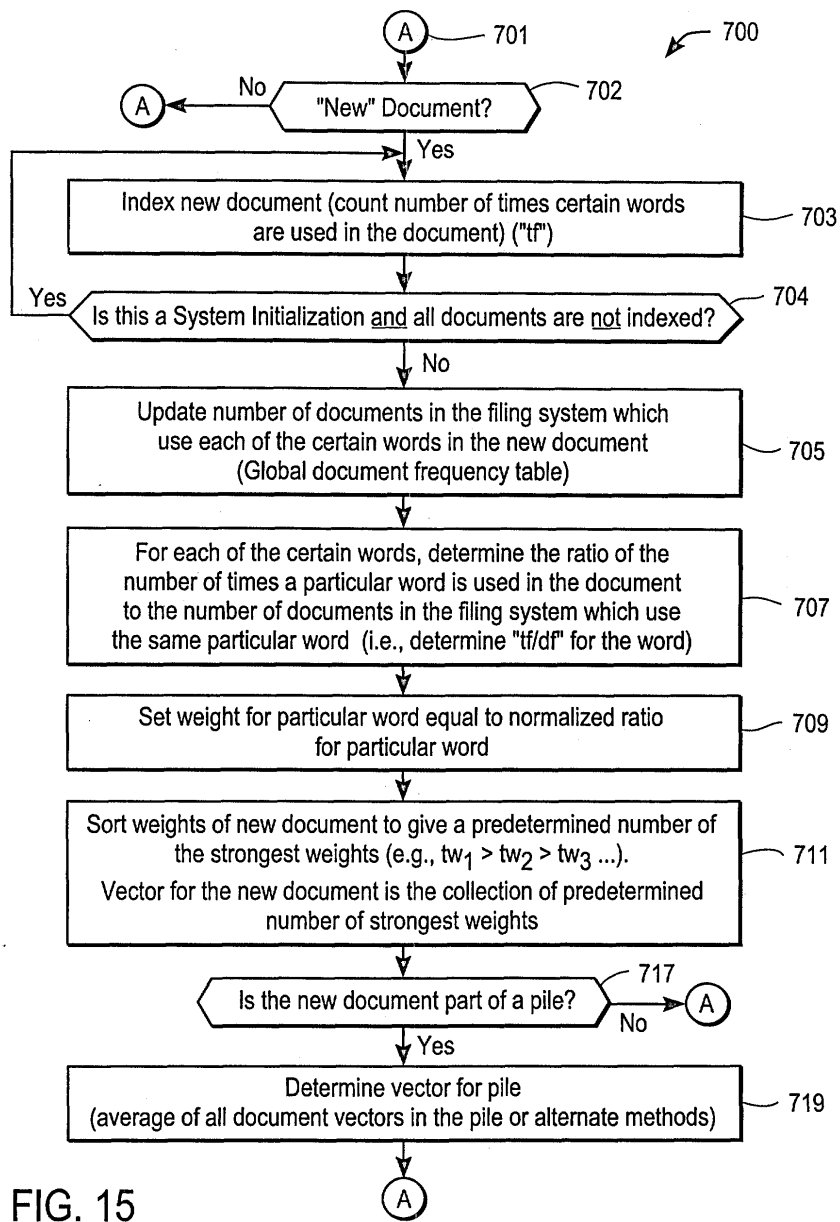 A
701
700
No
A
"New" Document?
702
Yes
Index new document (count number of times certain words
are used in the document) ("tf")
703
Yes
Is this a System Initialization and all documents are not indexed?
704
No
Update number of documents in the filing system which
use each of the certain words in the new document
(Global document frequency table)
705
For each of the certain words, determine the ratio of the
number of times a particular word is used in the document
to the number of documents in the filing system which use
the same particular word (i.e., determine "tf/df" for the word)
707
Set weight for particular word equal to normalized ratio
for particular word
709
Sort weights of new document to give a predetermined number of
the strongest weights (e.g., tw1 > tw2 > tw3 ...).
Vector for the new document is the collection of predetermined
number of strongest weights
711
Is the new document part of a pile?
717
No
A
Yes
Determine vector for pile
(average of all document vectors in the pile or alternate methods)
719
A
FIG. 15